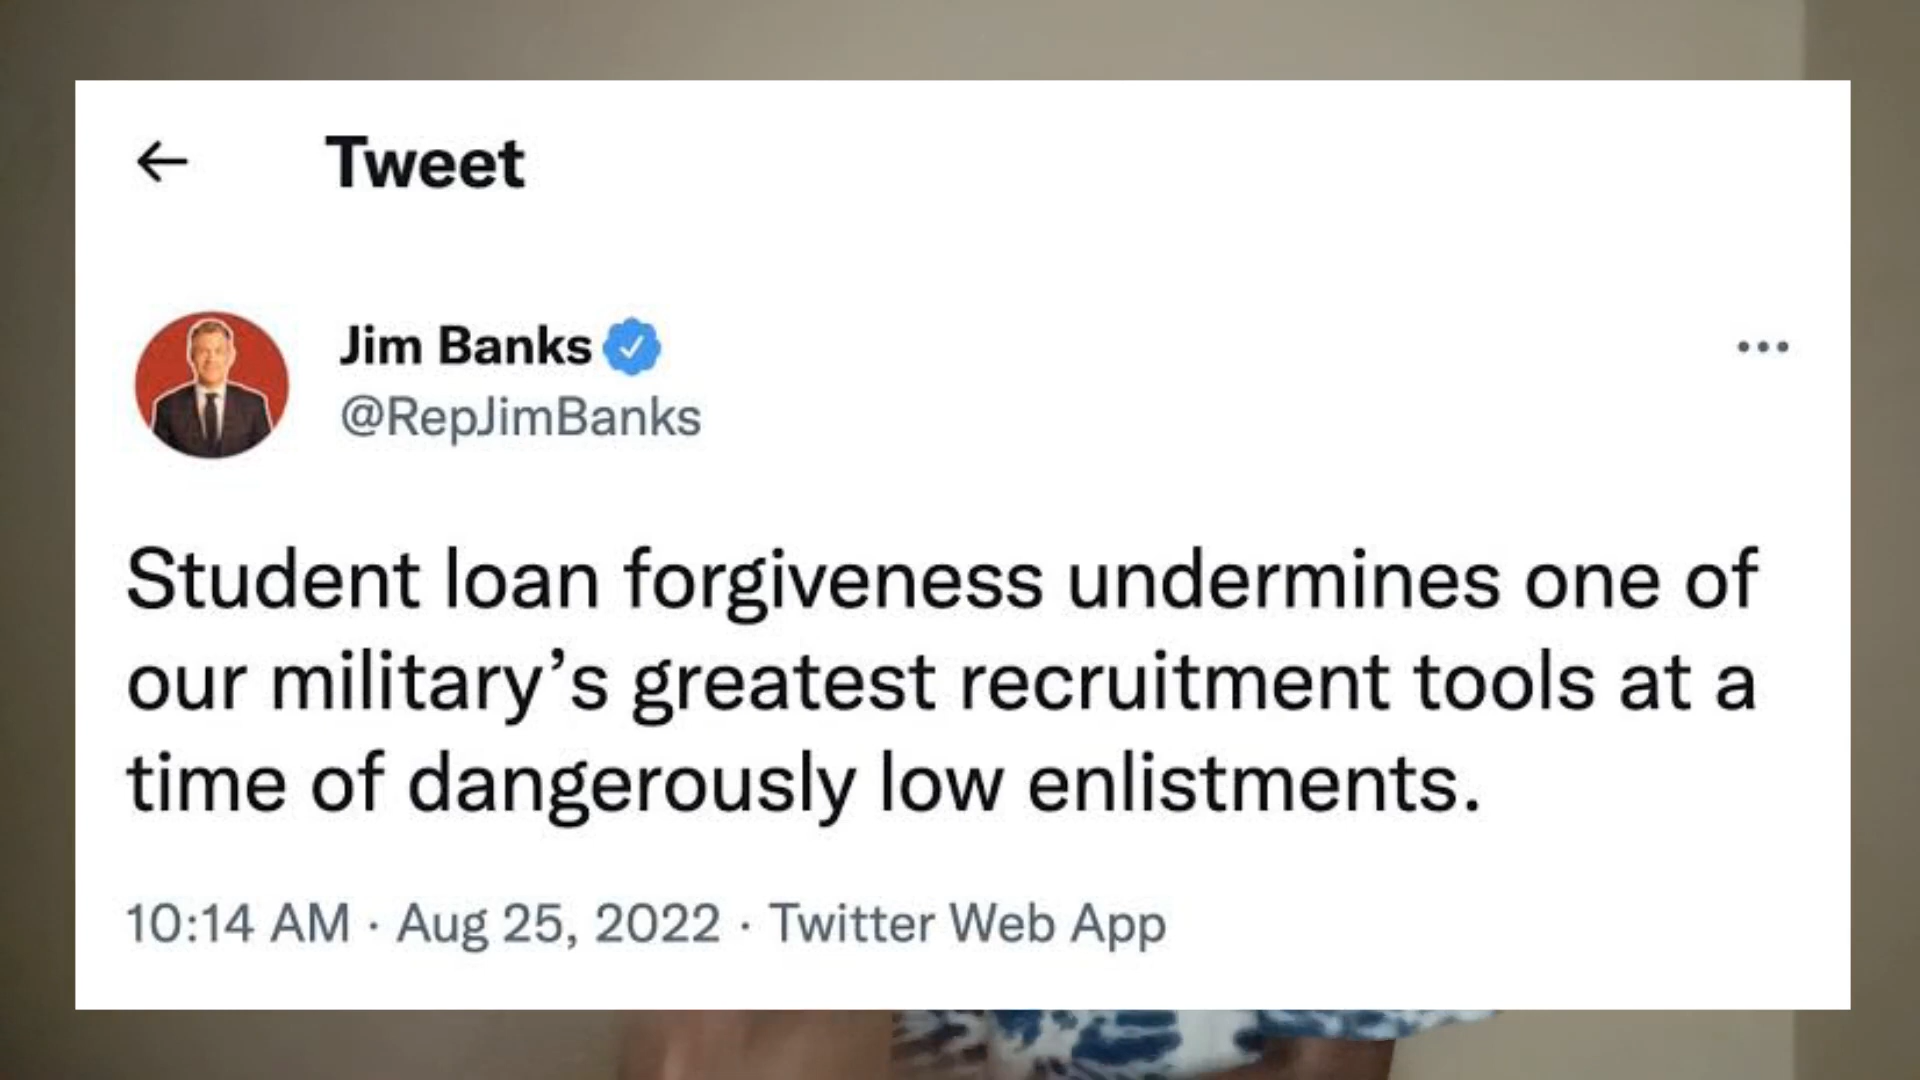 Tweet
Jim Banks
@RepJimBanks
Student loan forgiveness undermines one of
our military’s greatest recruitment tools at a
time of dangerously low enlistments.
10:14 AM · Aug 25, 2022 · Twitter Web App